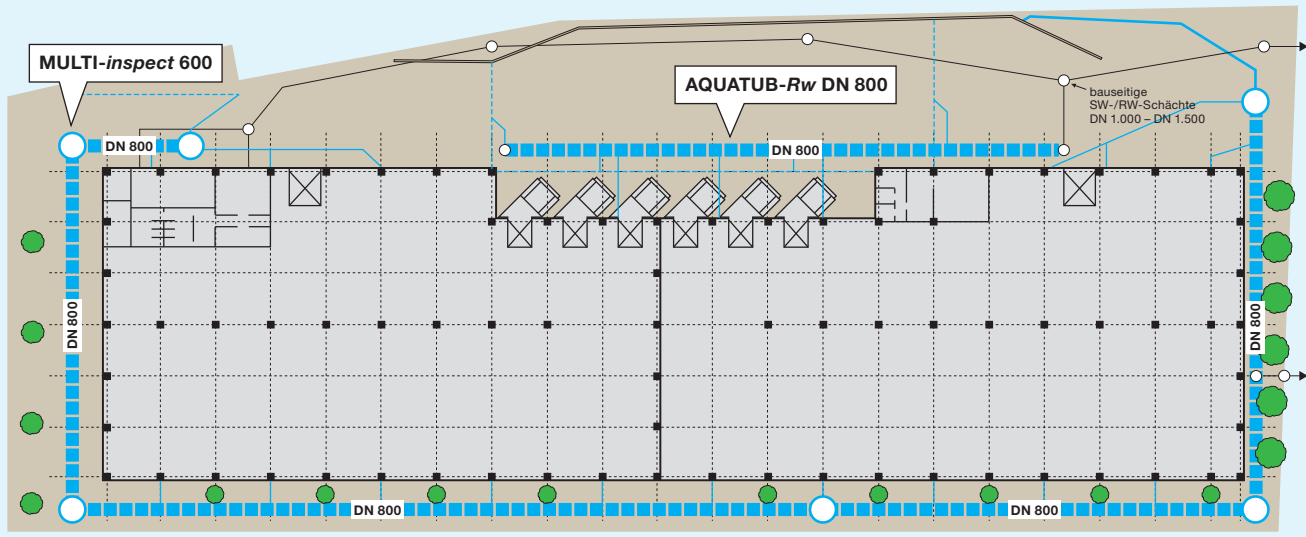 MULTI-inspect 600
AQUATUB-Rw DN 800
bauseitige
SW-/RW-Schächte
DN 1.000 – DN 1.500
DN 800
DN 800
DN 800
DN 800
DN 800
DN 800